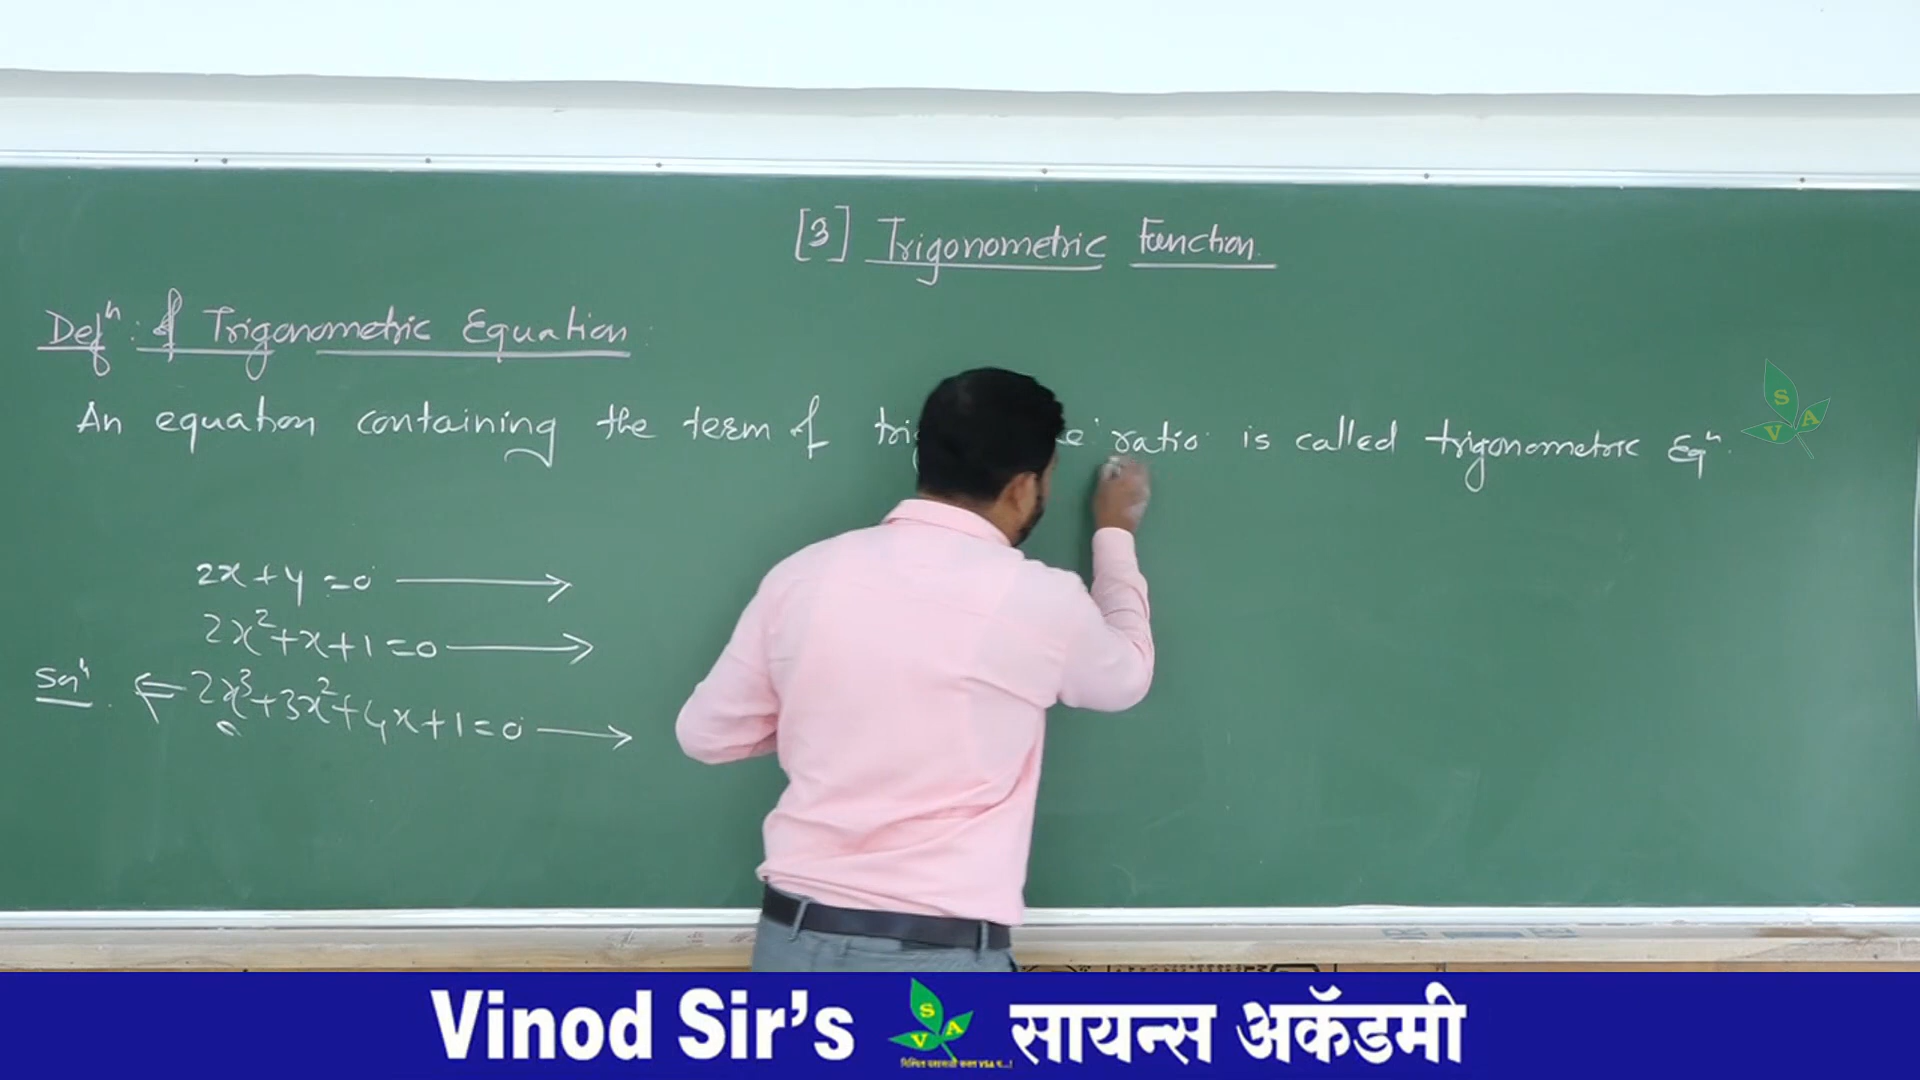 [3] Trigonometric Function.
Defⁿ: of Trigonometric Equation:
An equation containing the term of trig ratio is called trigonometric Eqⁿ.
2x+y=0 →
2x²+x+1=0 →
⇐ 2x³+3x²+4x+1=0 →
S V A
Vinod Sir's S V A सायन्स अकॅडमी